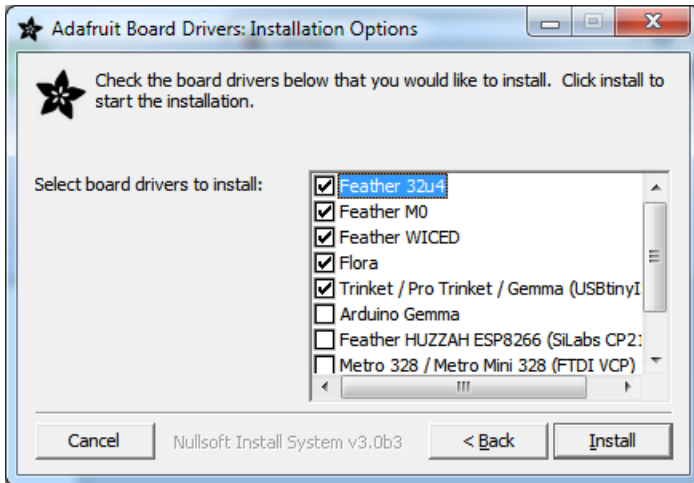 Adafruit Board Drivers: Installation Options
Check the board drivers below that you would like to install. Click install to
start the installation.
Select board drivers to install:
Feather 32u4
Feather M0
Feather WICED
Flora
Trinket / Pro Trinket / Gemma (USBtinyI
Arduino Gemma
Feather HUZZAH ESP8266 (SiLabs CP21
Metro 328 / Metro Mini 328 (FTDI VCP)
Cancel
Nullsoft Install System v3.0b3
< Back
Install